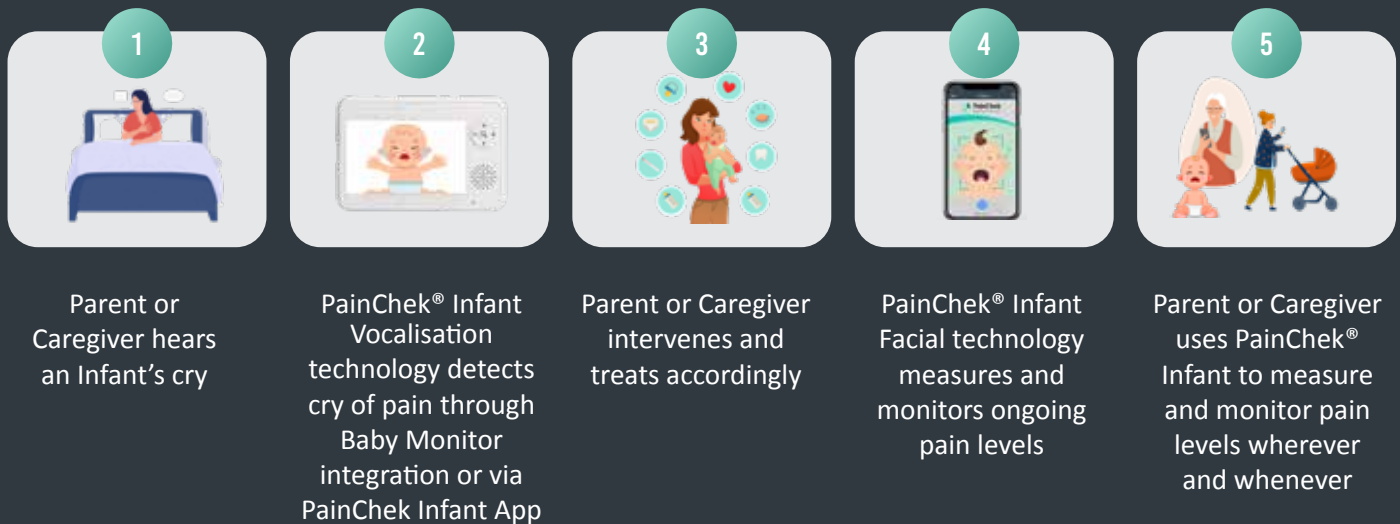 1
Parent or
Caregiver hears
an Infant's cry
2
PainChek® Infant
Vocalisation
technology detects
cry of pain through
Baby Monitor
integration or via
PainChek Infant App
3
Parent or Caregiver
intervenes and
treats accordingly
4
PainChek® Infant
Facial technology
measures and
monitors ongoing
pain levels
5
Parent or Caregiver
uses PainChek®
Infant to measure
and monitor pain
levels wherever
and whenever